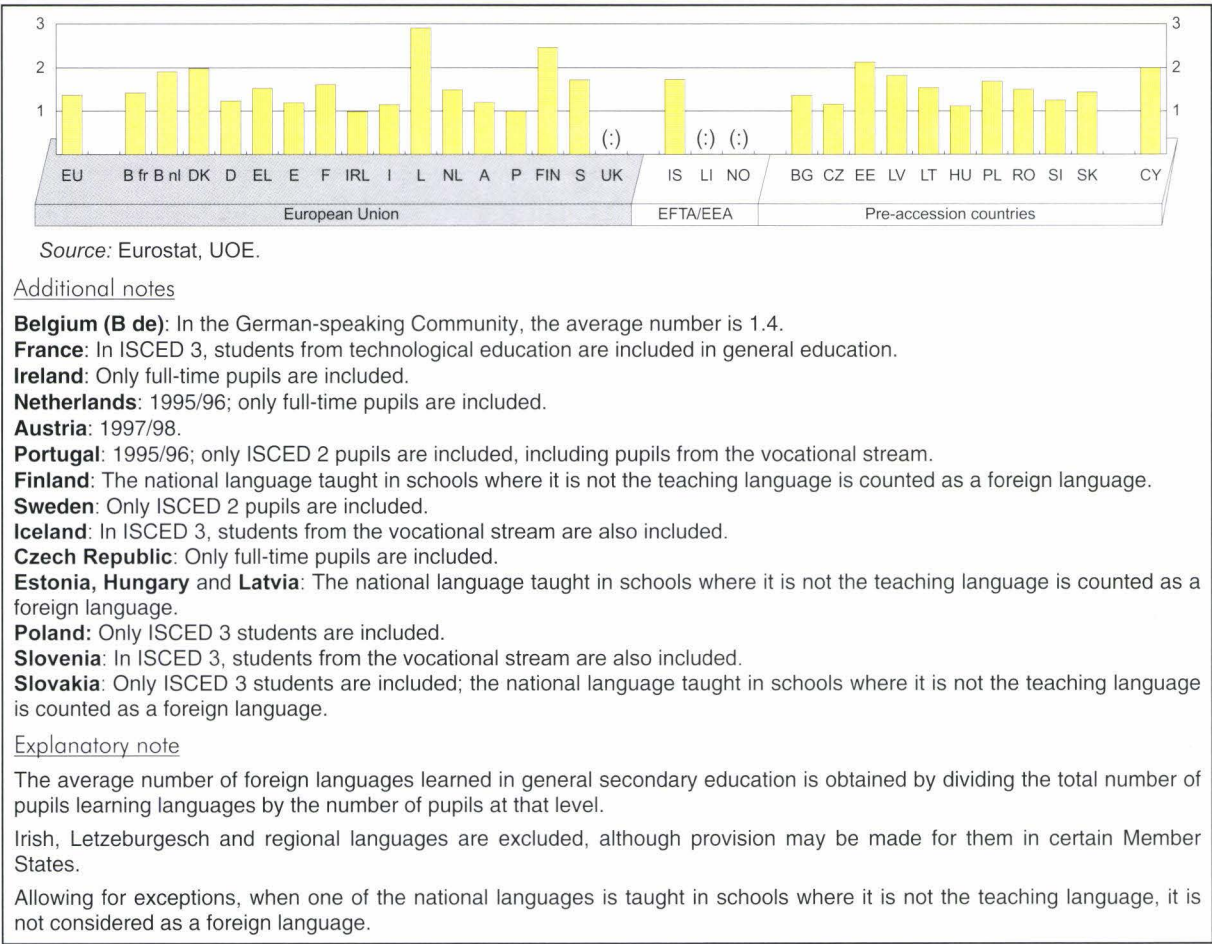 3 3
2 2
1 1
(:) (:) (:)
EU B fr B nl DK D EL E F IRL I L NL A P FIN S UK IS LI NO BG CZ EE LV LT HU PL RO SI SK CY
European Union EFTA/EEA Pre-accession countries
Source: Eurostat, UOE.
Additional notes
Belgium (B de): In the German-speaking Community, the average number is 1.4.
France: In ISCED 3, students from technological education are included in general education.
Ireland: Only full-time pupils are included.
Netherlands: 1995/96; only full-time pupils are included.
Austria: 1997/98.
Portugal: 1995/96; only ISCED 2 pupils are included, including pupils from the vocational stream.
Finland: The national language taught in schools where it is not the teaching language is counted as a foreign language.
Sweden: Only ISCED 2 pupils are included.
Iceland: In ISCED 3, students from the vocational stream are also included.
Czech Republic: Only full-time pupils are included.
Estonia, Hungary and Latvia: The national language taught in schools where it is not the teaching language is counted as a
foreign language.
Poland: Only ISCED 3 students are included.
Slovenia: In ISCED 3, students from the vocational stream are also included.
Slovakia: Only ISCED 3 students are included; the national language taught in schools where it is not the teaching language
is counted as a foreign language.
Explanatory note
The average number of foreign languages learned in general secondary education is obtained by dividing the total number of
pupils learning languages by the number of pupils at that level.
Irish, Letzeburgesch and regional languages are excluded, although provision may be made for them in certain Member
States.
Allowing for exceptions, when one of the national languages is taught in schools where it is not the teaching language, it is
not considered as a foreign language.